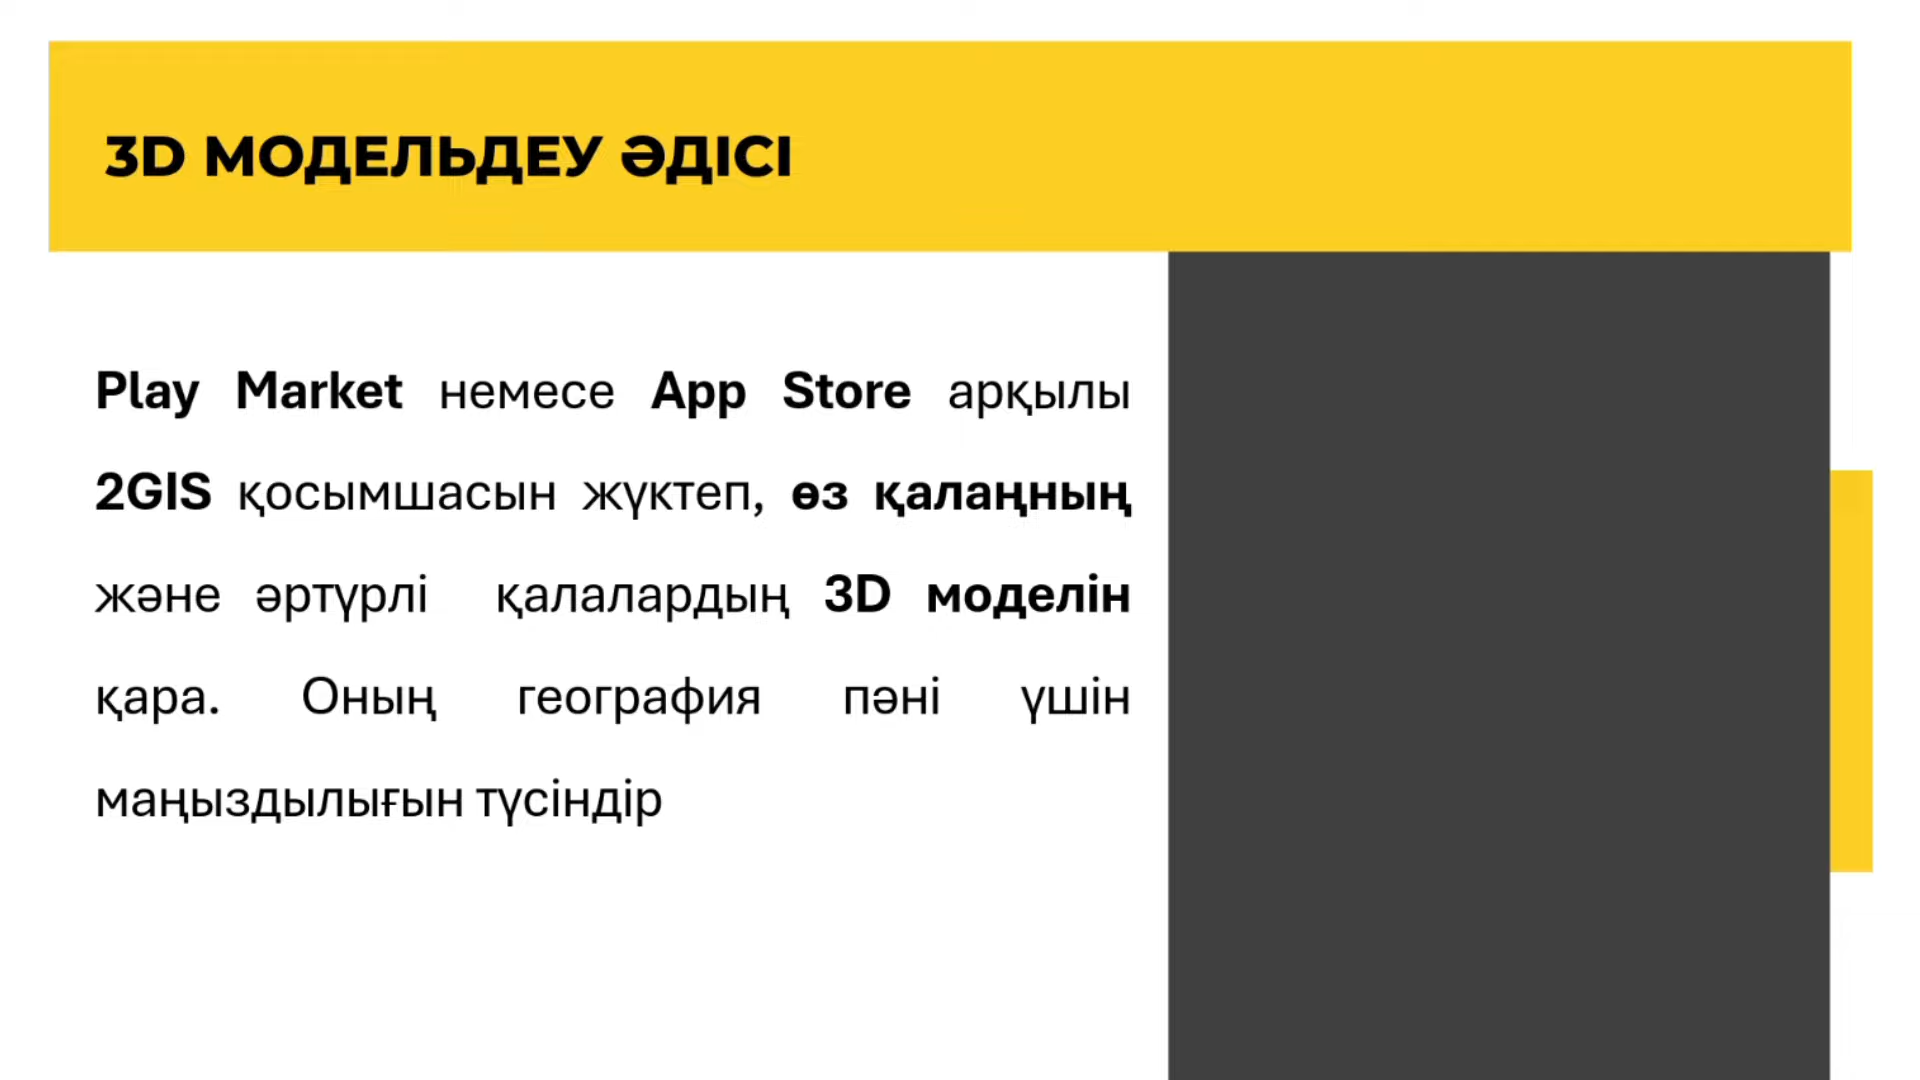 3D МОДЕЛЬДЕУ ӘДІСІ
Play Market немесе App Store арқылы
2GIS қосымшасын жүктеп, өз қалаңның
және әртүрлі қалалардың 3D моделін
қара. Оның география пәні үшін
маңыздылығын түсіндір